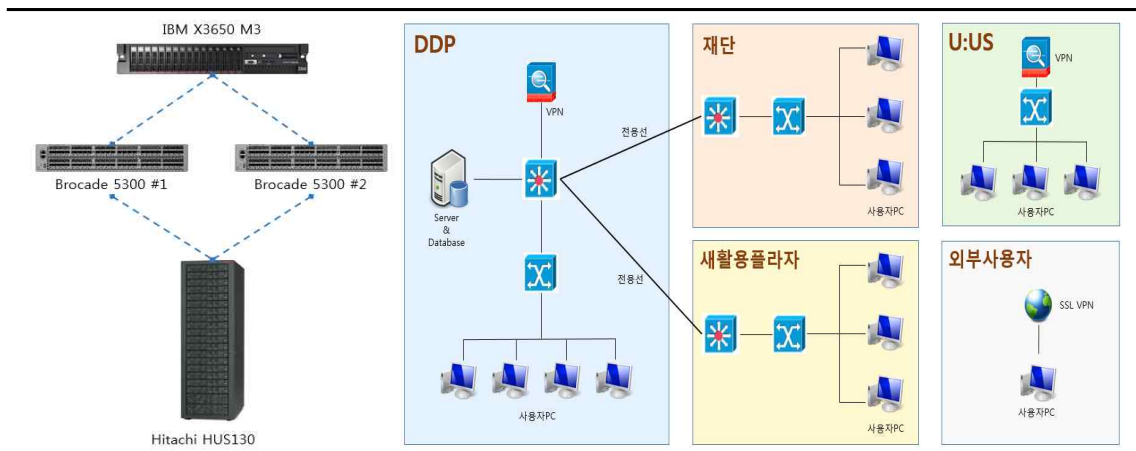 IBM X3650 M3
Brocade 5300 #1
Brocade 5300 #2
Hitachi HUS130
DDP
VPN
Server
&
Database
사용자PC
전용선
전용선
재단
사용자PC
새활용플라자
사용자PC
U:US
VPN
사용자PC
외부사용자
SSL VPN
사용자PC